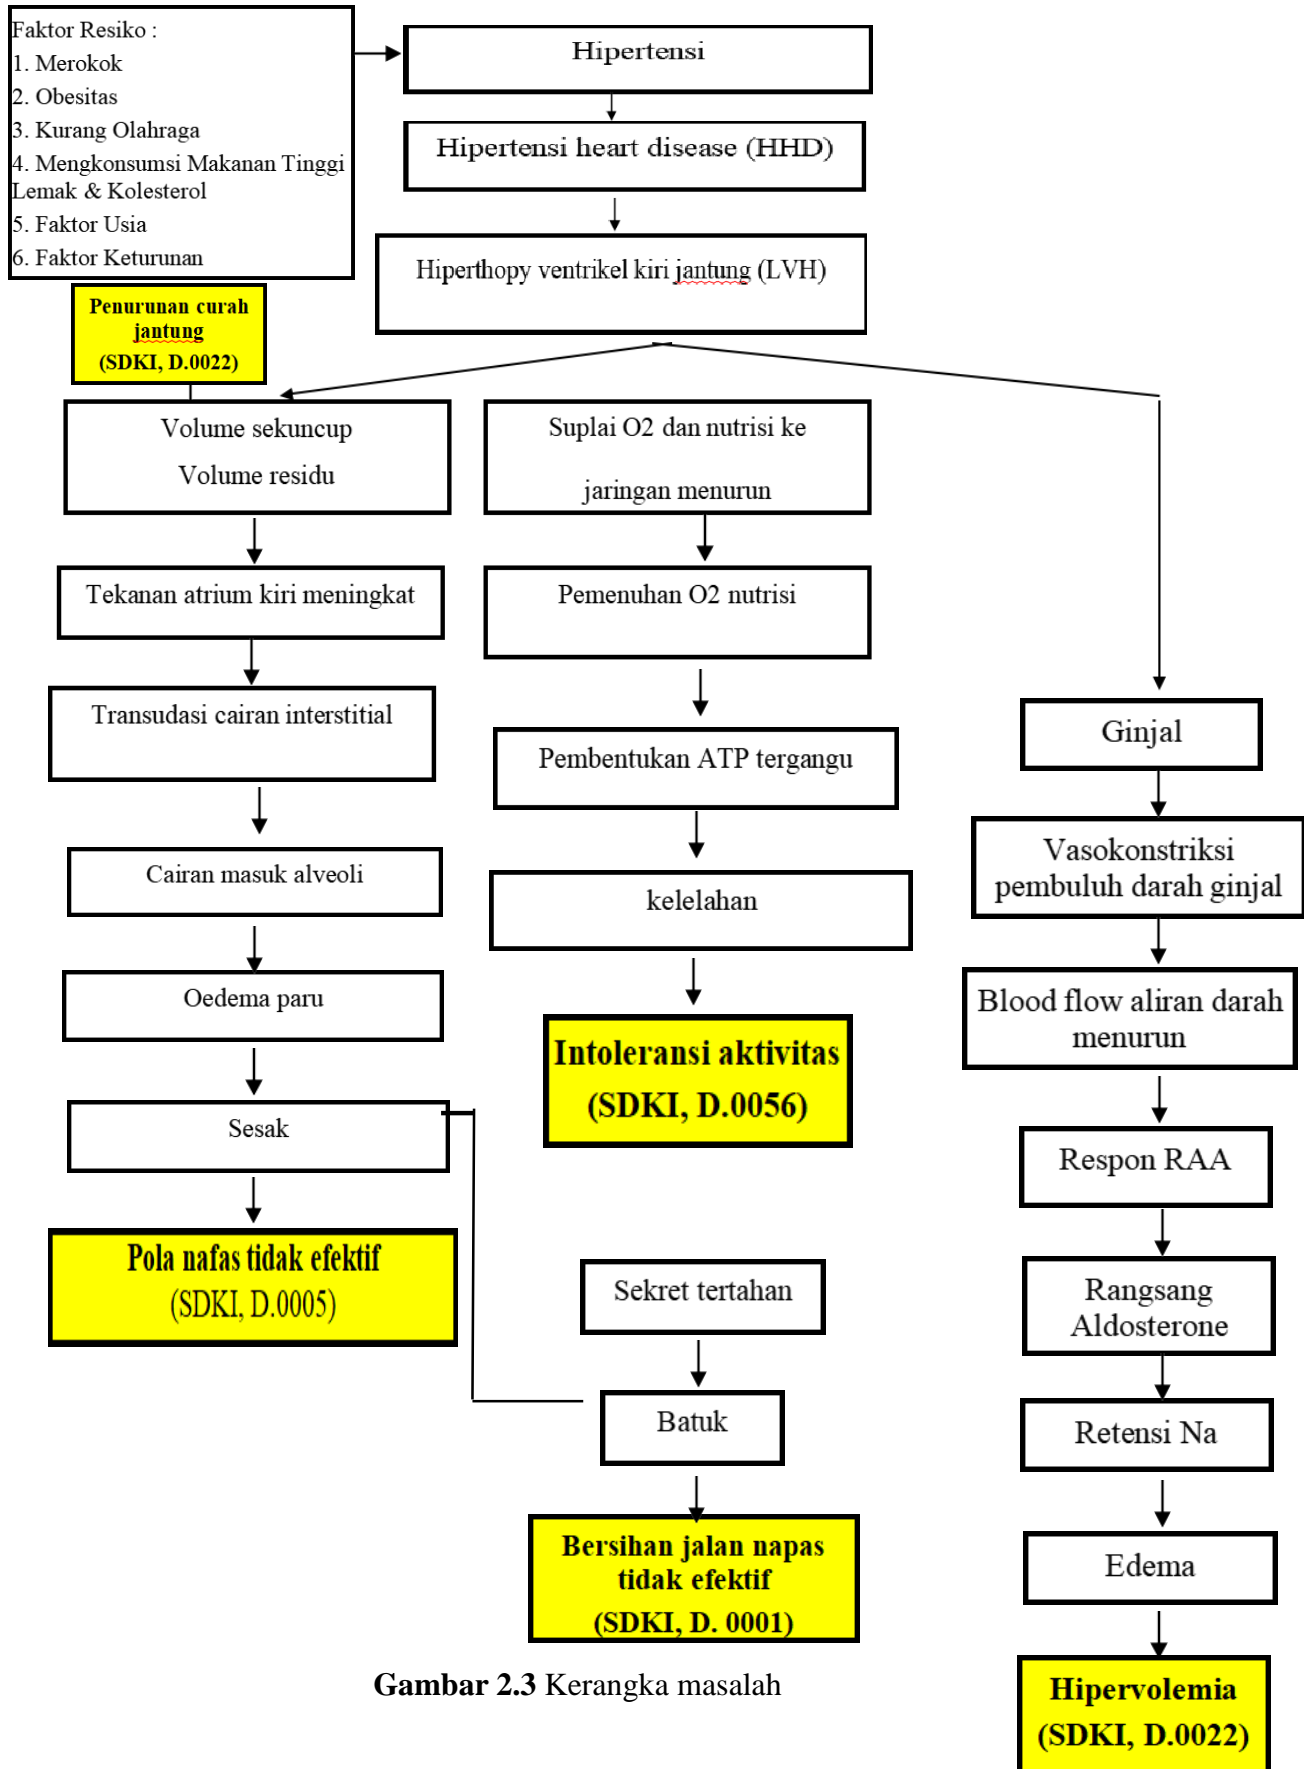 Faktor Resiko :
1. Merokok
2. Obesitas
3. Kurang Olahraga
4. Mengkonsumsi Makanan Tinggi
Lemak & Kolesterol
5. Faktor Usia
6. Faktor Keturunan
Hipertensi
Hipertensi heart disease (HHD)
Hiperthopy ventrikel kiri jantung (LVH)
Penurunan curah
jantung
(SDKI, D.0022)
Volume sekuncup
Volume residu
Tekanan atrium kiri meningkat
Transudasi cairan interstitial
Cairan masuk alveoli
Oedema paru
Sesak
Pola nafas tidak efektif
(SDKI, D.0005)
Suplai O2 dan nutrisi ke
jaringan menurun
Pemenuhan O2 nutrisi
Pembentukan ATP tergangu
kelelahan
Intoleransi aktivitas
(SDKI, D.0056)
Sekret tertahan
Batuk
Bersihan jalan napas
tidak efektif
(SDKI, D. 0001)
Ginjal
Vasokonstriksi
pembuluh darah ginjal
Blood flow aliran darah
menurun
Respon RAA
Rangsang
Aldosterone
Retensi Na
Edema
Hipervolemia
(SDKI, D.0022)
Gambar 2.3 Kerangka masalah